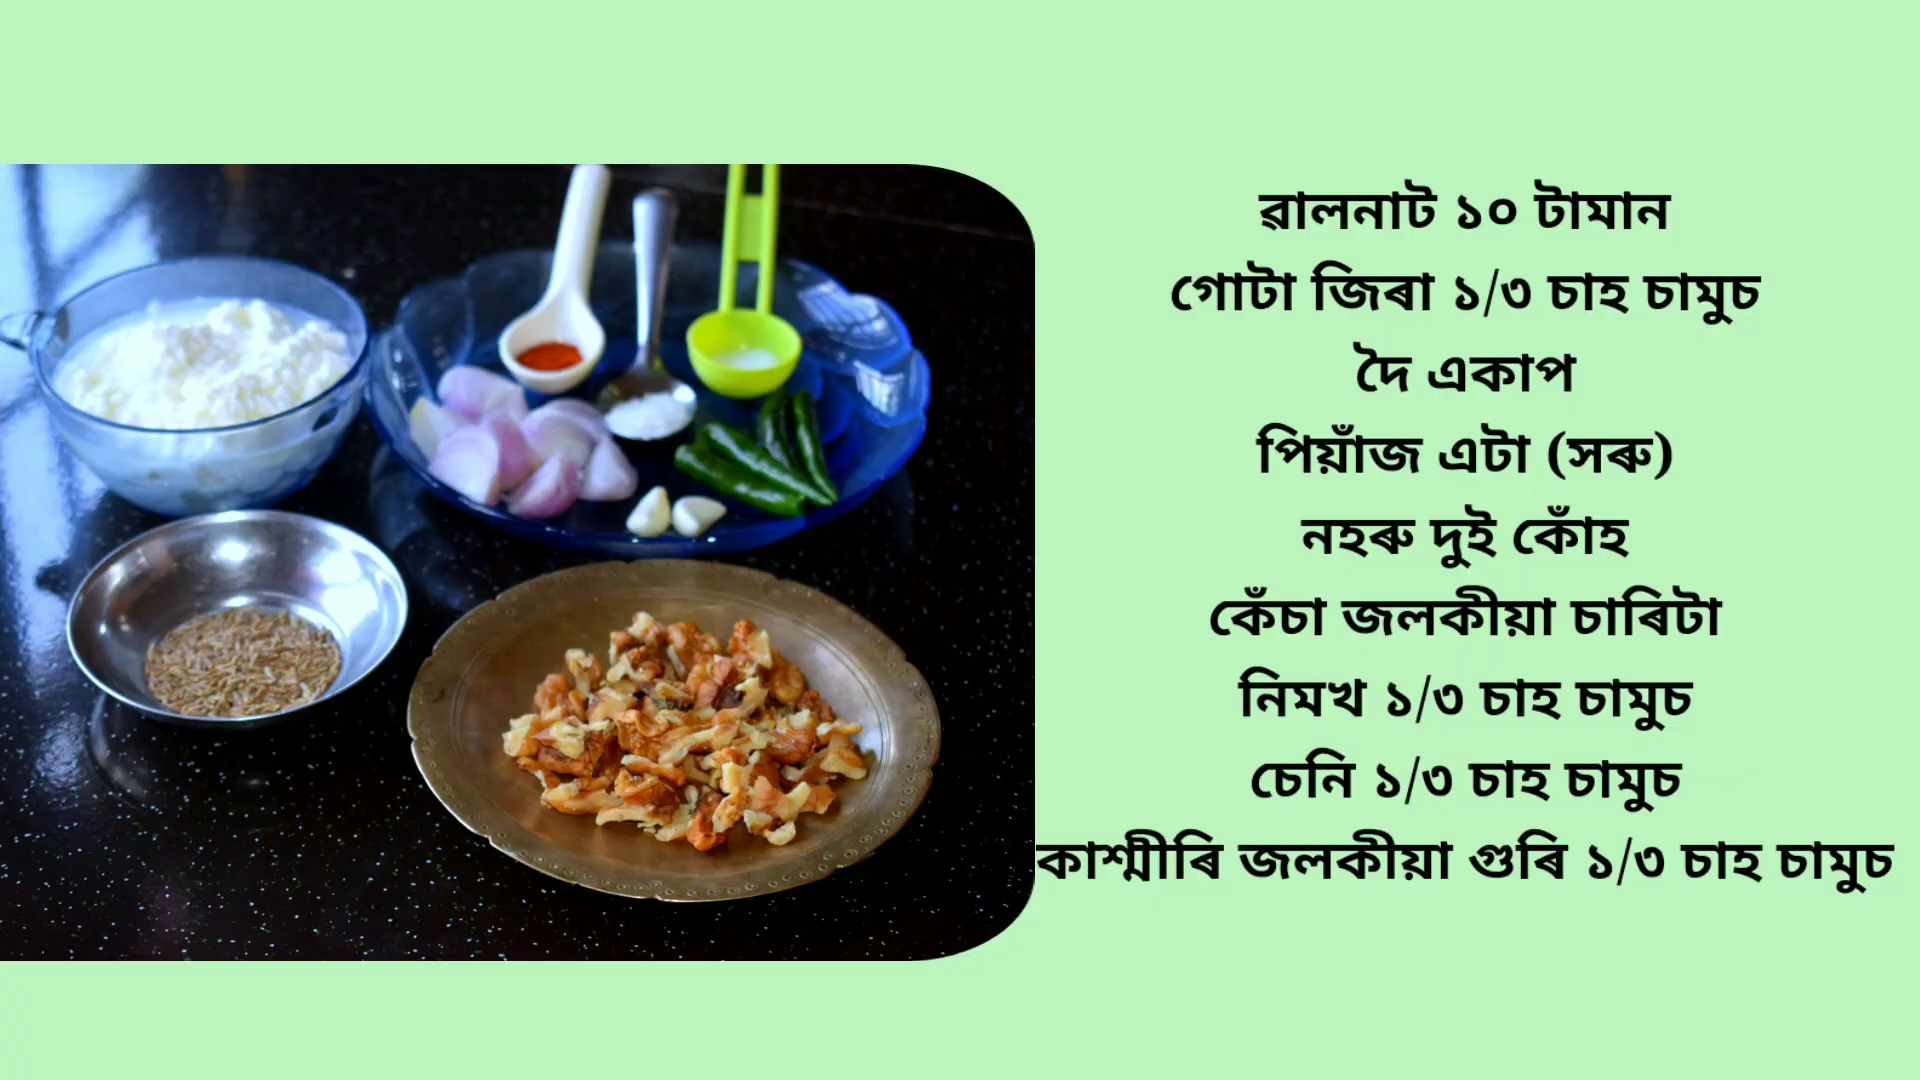 ৱালনাট ১০ টামান
গোটা জিৰা ১/৩ চাহ চামুচ
দৈ একাপ
পিয়াঁজ এটা (সৰু)
নহৰু দুই কোঁহ
কেঁচা জলকীয়া চাৰিটা
নিমখ ১/৩ চাহ চামুচ
চেনি ১/৩ চাহ চামুচ
কাশ্মীৰি জলকীয়া গুৰি ১/৩ চাহ চামুচ